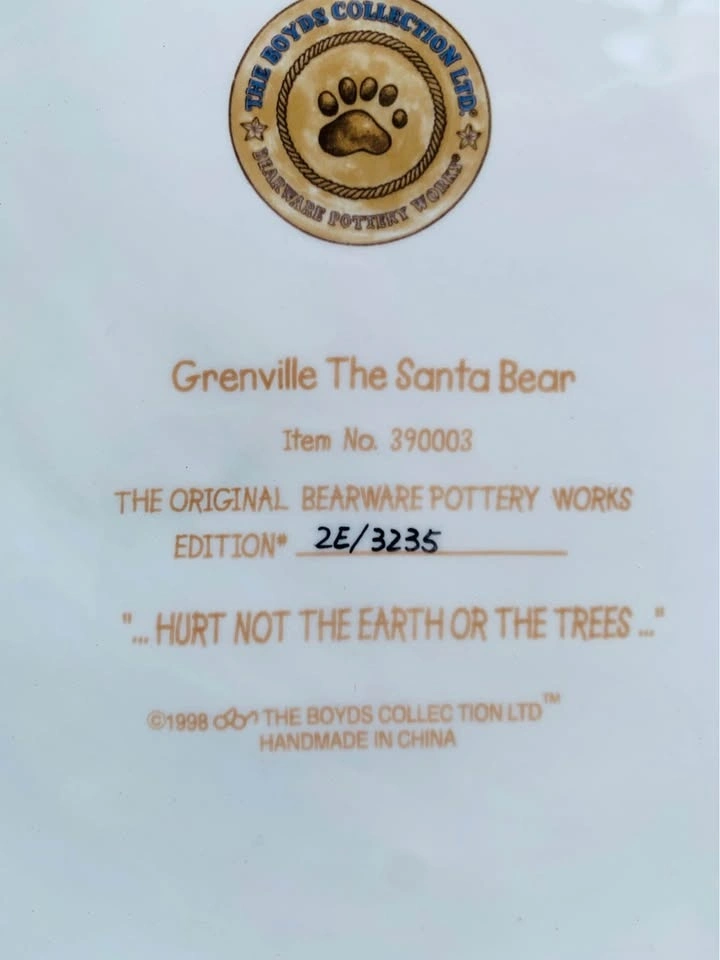 THE BOYDS COLLECTION LTD.®
BEARWARE POTTERY WORKS®
Grenville The Santa Bear
Item No. 390003
THE ORIGINAL BEARWARE POTTERY WORKS
EDITION# 2E/3235
"... HURT NOT THE EARTH OR THE TREES ..."
©1998 THE BOYDS COLLEC TION LTD™
HANDMADE IN CHINA